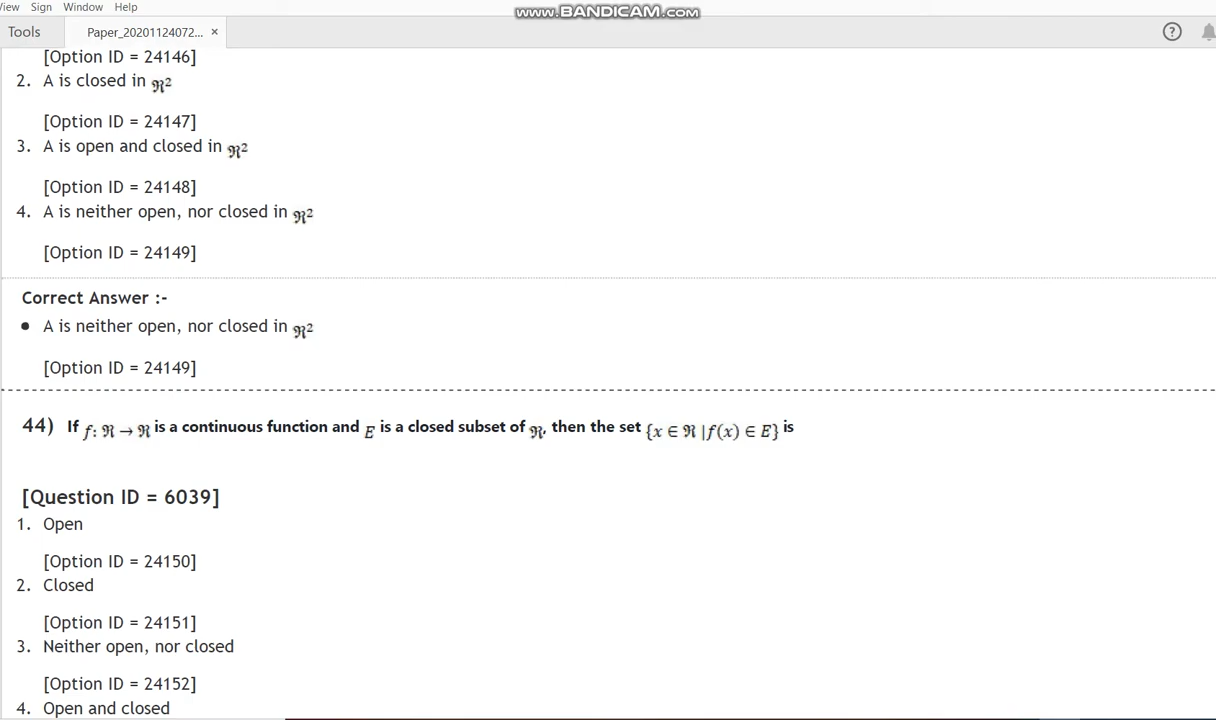 View Sign Window Help
www.BANDICAM.com
Tools Paper_20201124072... ×
[Option ID = 24146]
2. A is closed in ℜ²
[Option ID = 24147]
3. A is open and closed in ℜ²
[Option ID = 24148]
4. A is neither open, nor closed in ℜ²
[Option ID = 24149]
Correct Answer :-
• A is neither open, nor closed in ℜ²
[Option ID = 24149]
44) If f: ℜ → ℜ is a continuous function and E is a closed subset of ℜ, then the set {x ∈ ℜ |f(x) ∈ E} is
[Question ID = 6039]
1. Open
[Option ID = 24150]
2. Closed
[Option ID = 24151]
3. Neither open, nor closed
[Option ID = 24152]
4. Open and closed